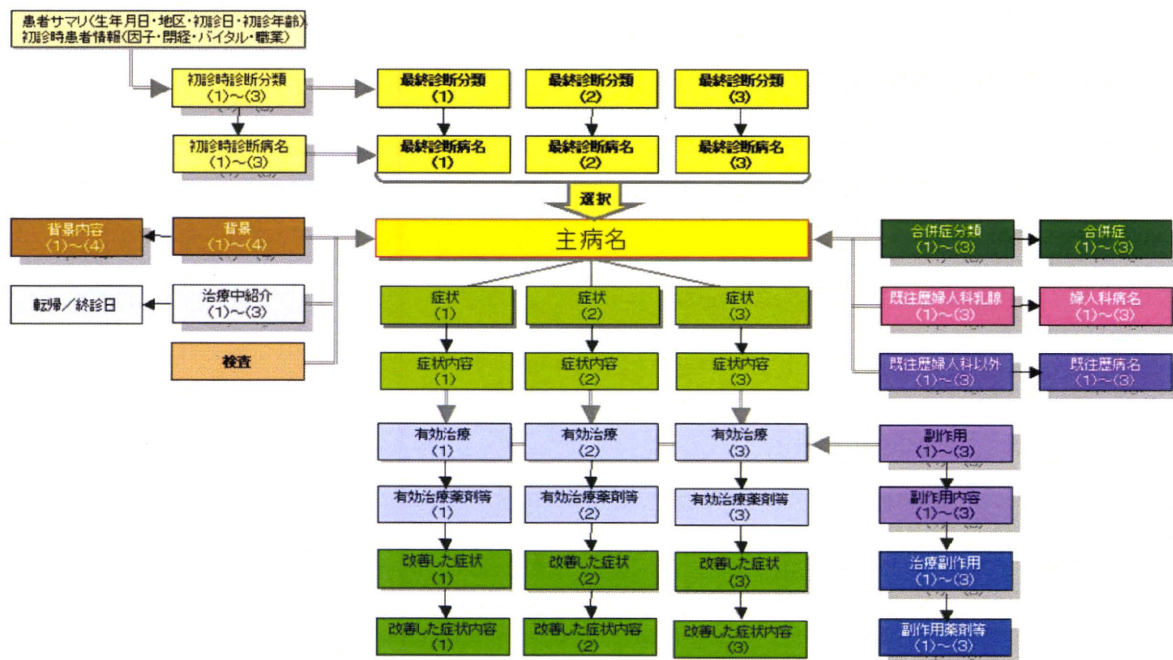 患者サマリ(生年月日・地区・初診日・初診年齢)
初診時患者情報(因子・閉経・バイタル・職業)
初診時診断分類
(1)～(3)
最終診断分類
(1)
最終診断分類
(2)
最終診断分類
(3)
初診時診断病名
(1)～(3)
最終診断病名
(1)
最終診断病名
(2)
最終診断病名
(3)
選択
背景内容
(1)～(4)
背景
(1)～(4)
主病名
合併症分類
(1)～(3)
合併症
(1)～(3)
転帰／終診日
治療中紹介
(1)～(3)
症状
(1)
症状
(2)
症状
(3)
既往歴婦人科乳腺
(1)～(3)
婦人科病名
(1)～(3)
検査
症状内容
(1)
症状内容
(2)
症状内容
(3)
既往歴婦人科以外
(1)～(3)
既往歴病名
(1)～(3)
有効治療
(1)
有効治療
(2)
有効治療
(3)
副作用
(1)～(3)
有効治療薬剤等
(1)
有効治療薬剤等
(2)
有効治療薬剤等
(3)
副作用内容
(1)～(3)
改善した症状
(1)
改善した症状
(2)
改善した症状
(3)
治療副作用
(1)～(3)
改善した症状内容
(1)
改善した症状内容
(2)
改善した症状内容
(3)
副作用薬剤等
(1)～(3)